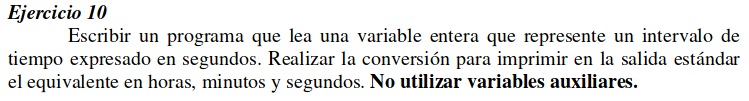 Ejercicio 10
Escribir un programa que lea una variable entera que represente un intervalo de
tiempo expresado en segundos. Realizar la conversión para imprimir en la salida estándar
el equivalente en horas, minutos y segundos. No utilizar variables auxiliares.